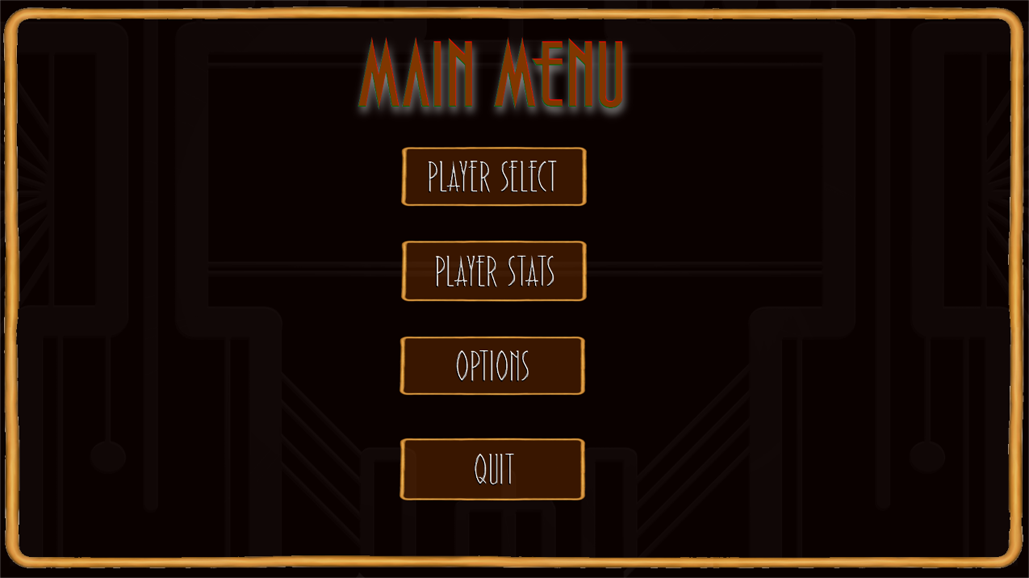 MAIN MENU
PLAYER SELECT
PLAYER STATS
OPTIONS
QUIT